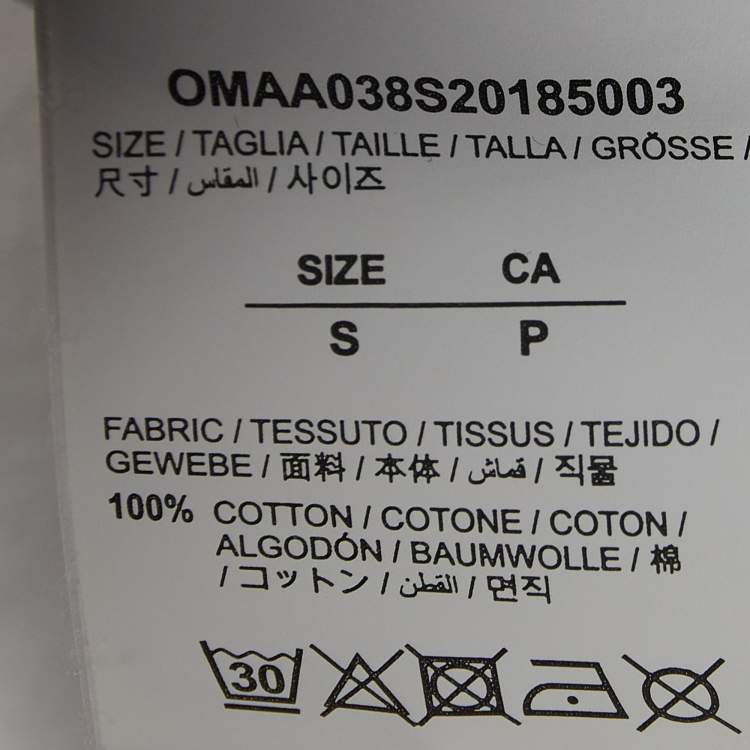 OMAA038S20185003
SIZE / TAGLIA / TAILLE / TALLA / GRÖSSE /
尺寸 / المقاس / 사이즈
SIZE CA
S P
FABRIC / TESSUTO / TISSUS / TEJIDO /
GEWEBE / 面料 / 本体 / قماش / 직물
100% COTTON / COTONE / COTON /
ALGODÓN / BAUMWOLLE / 棉
/ コットン / القطن / 면직
30